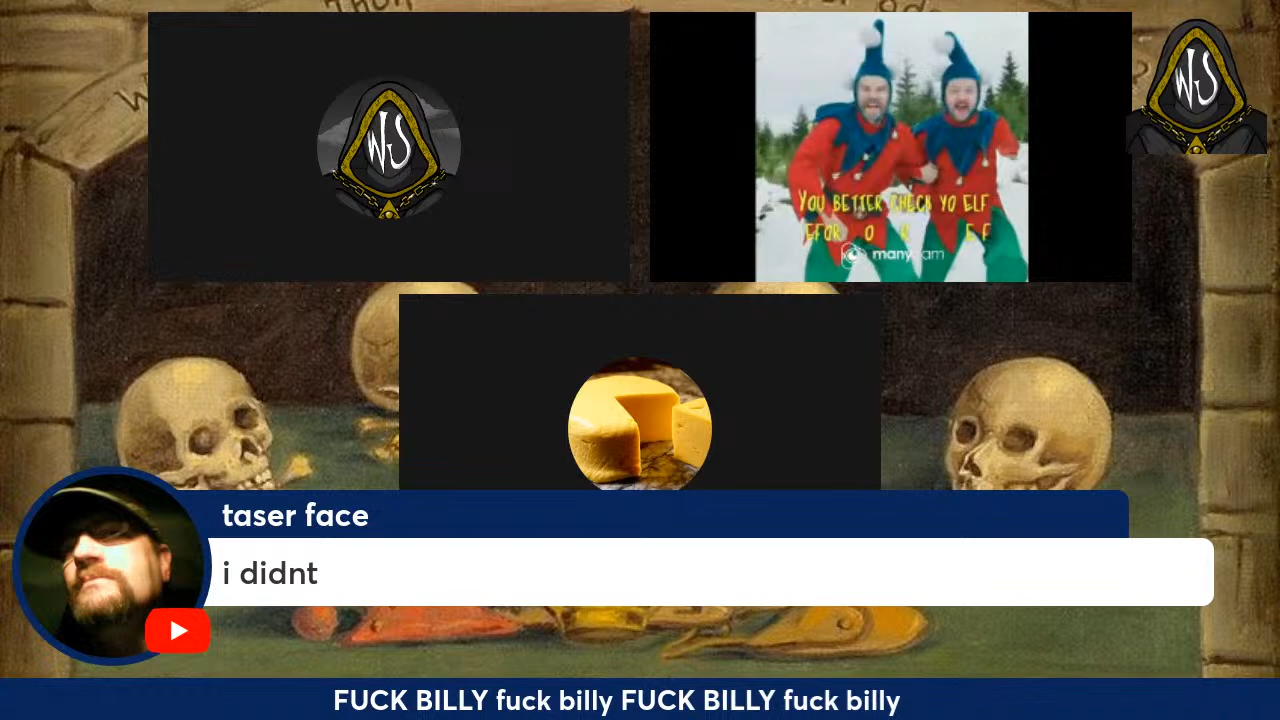 WS
WS
YOU BETTER CHECK YO ELF
manycam
taser face
i didnt
FUCK BILLY fuck billy FUCK BILLY fuck billy